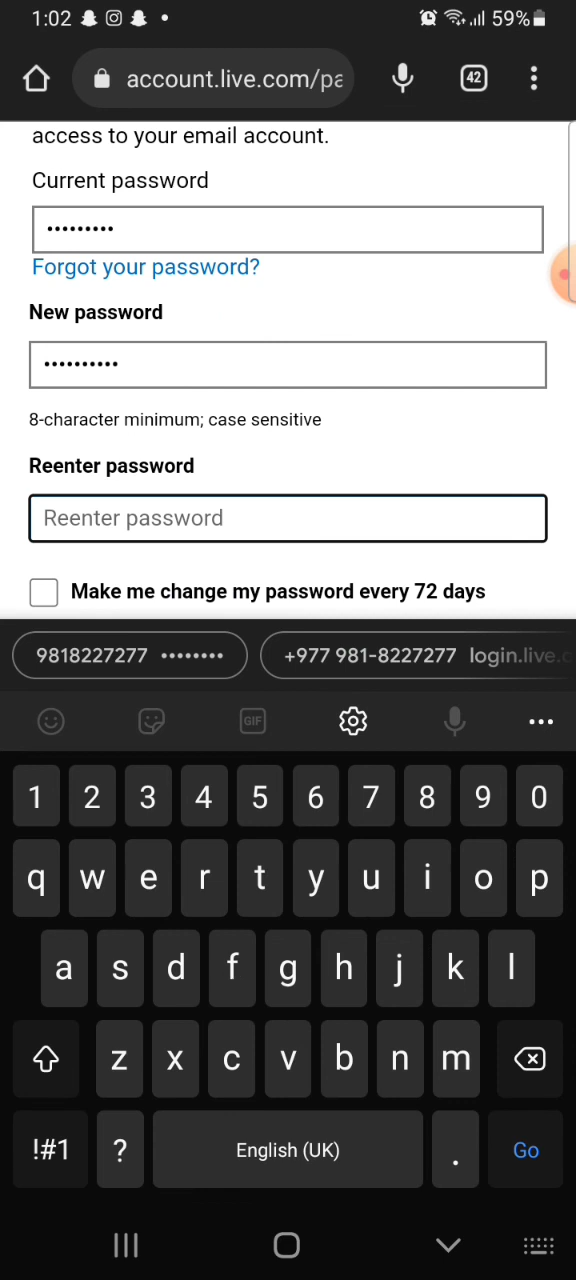 1:02 59%
account.live.com/pa 42
access to your email account.
Current password
•••••••••
Forgot your password?
New password
••••••••••
8-character minimum; case sensitive
Reenter password
Reenter password
Make me change my password every 72 days
9818227277 •••••••• +977 981-8227277 login.live.c
GIF
1 2 3 4 5 6 7 8 9 0
q w e r t y u i o p
a s d f g h j k l
z x c v b n m
!#1 ? English (UK) . Go